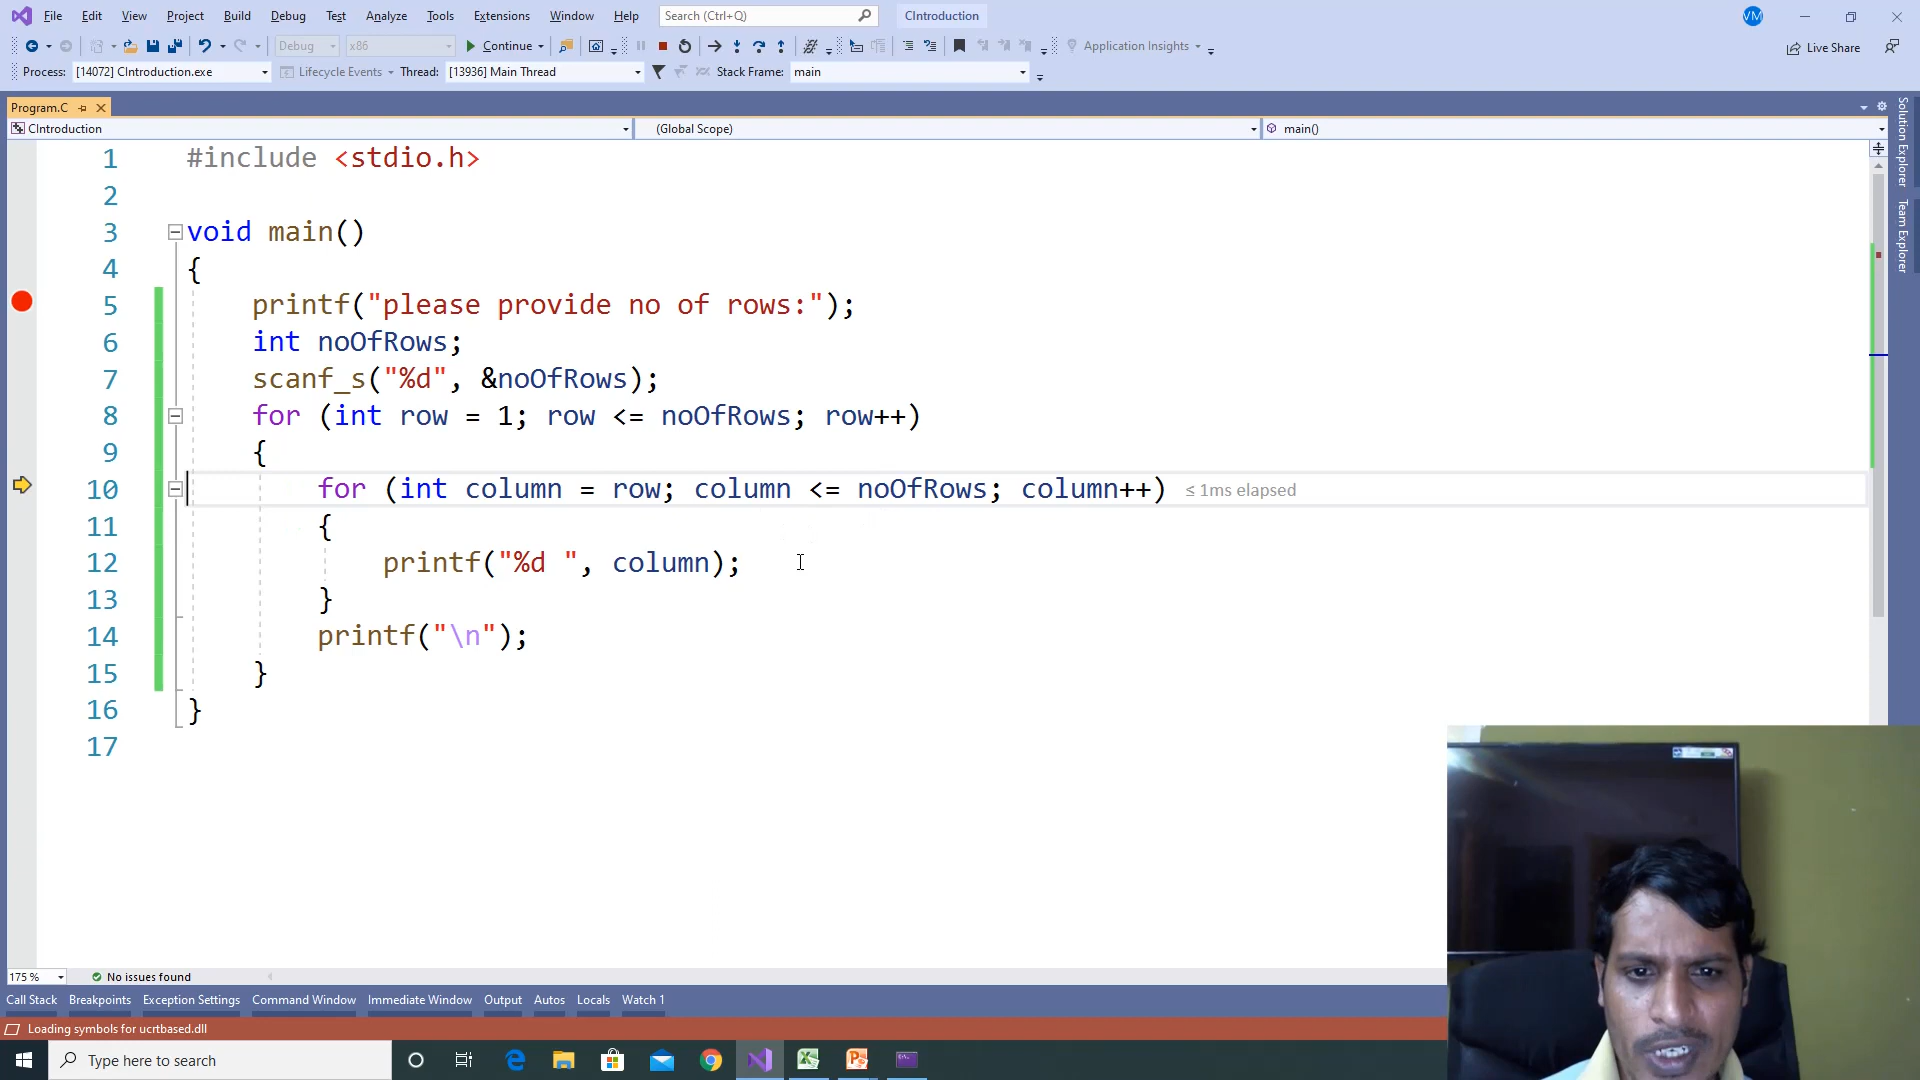 File Edit View Project Build Debug Test Analyze Tools Extensions Window Help Search (Ctrl+Q) CIntroduction VM
Debug x86 Continue Application Insights Live Share
Process: [14072] CIntroduction.exe Lifecycle Events Thread: [13936] Main Thread Stack Frame: main
Program.C
CIntroduction (Global Scope) main()
1 #include <stdio.h>
2
3 void main()
4 {
5 printf("please provide no of rows:");
6 int noOfRows;
7 scanf_s("%d", &noOfRows);
8 for (int row = 1; row <= noOfRows; row++)
9 {
10 for (int column = row; column <= noOfRows; column++) ≤ 1ms elapsed
11 {
12 printf("%d ", column);
13 }
14 printf("\n");
15 }
16 }
17
Solution Explorer
Team Explorer
175 % No issues found
Call Stack Breakpoints Exception Settings Command Window Immediate Window Output Autos Locals Watch 1
Loading symbols for ucrtbased.dll
Type here to search